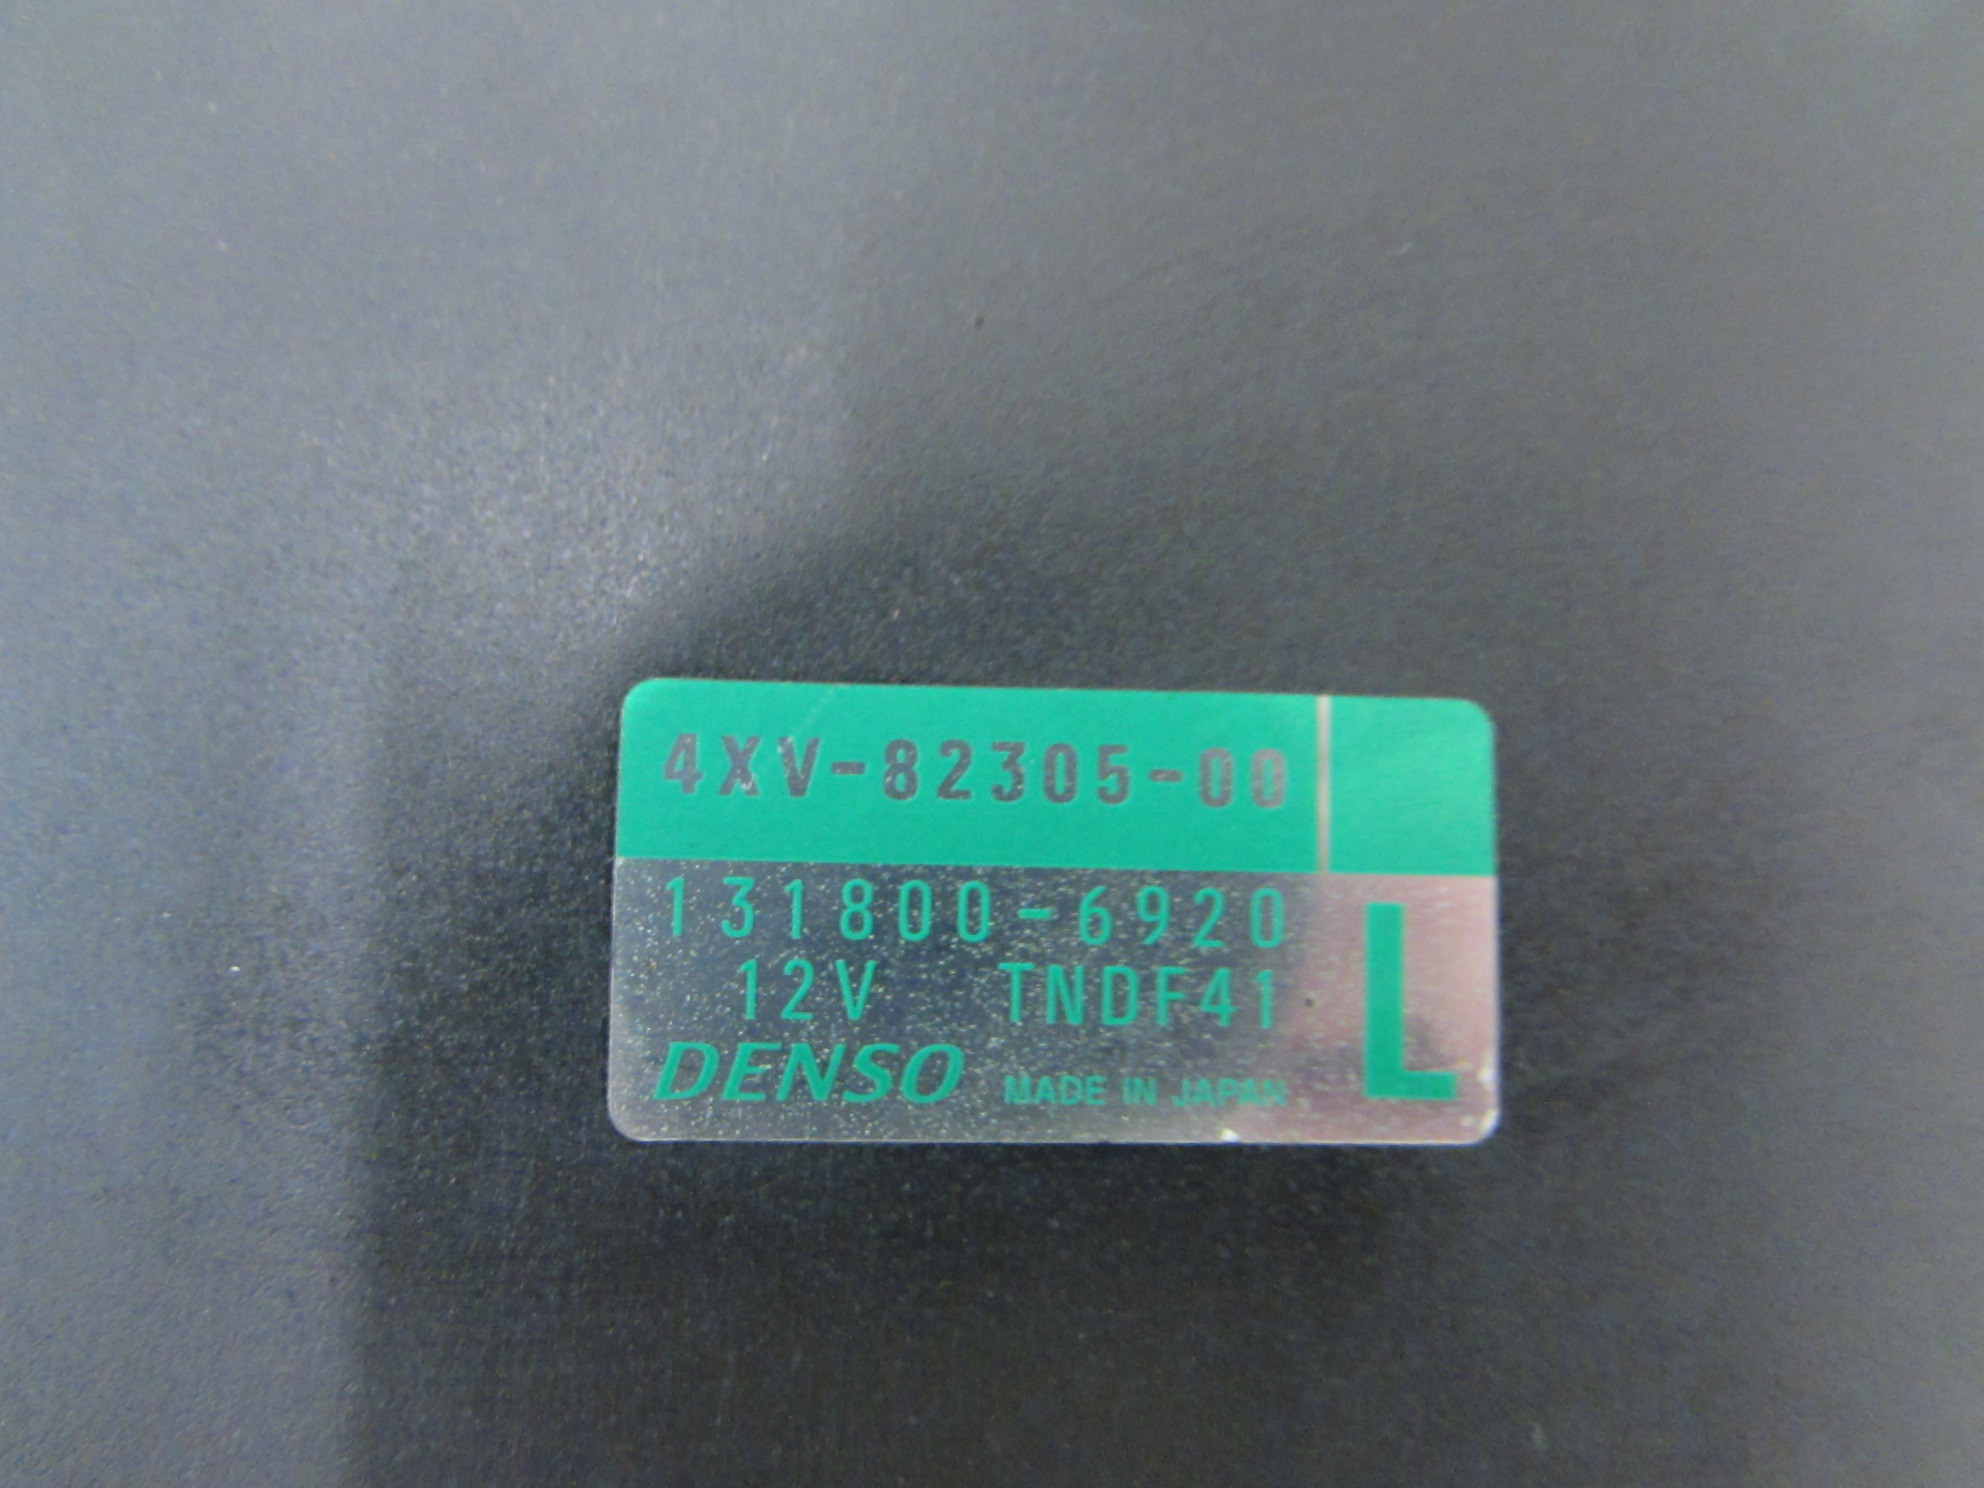 4XV-82305-00
131800-6920
12V TNDF41
DENSO MADE IN JAPAN
L